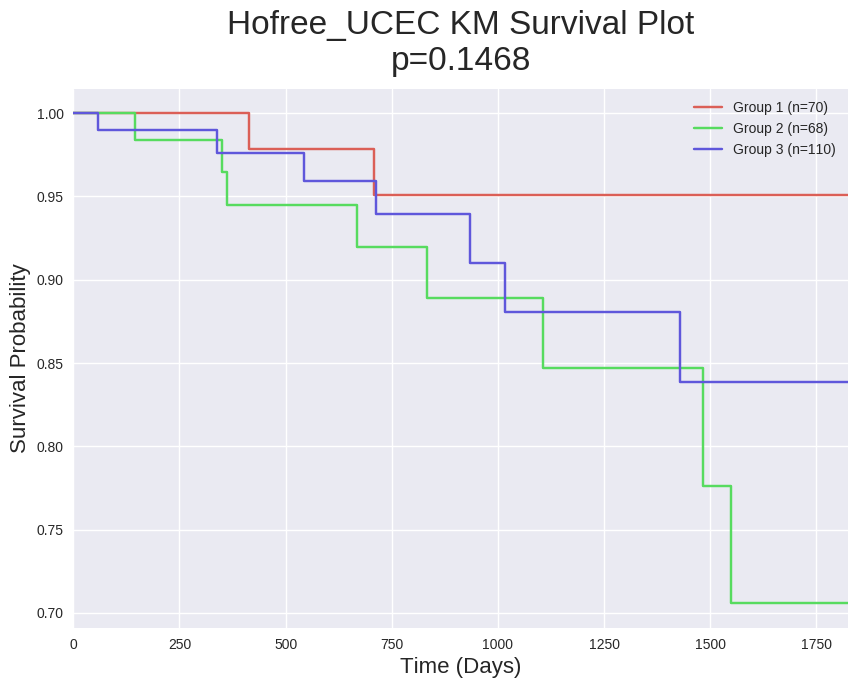 Hofree_UCEC KM Survival Plot
p=0.1468
Group 1 (n=70)
Group 2 (n=68)
Group 3 (n=110)
Survival Probability
1.00
0.95
0.90
0.85
0.80
0.75
0.70
0 250 500 750 1000 1250 1500 1750
Time (Days)